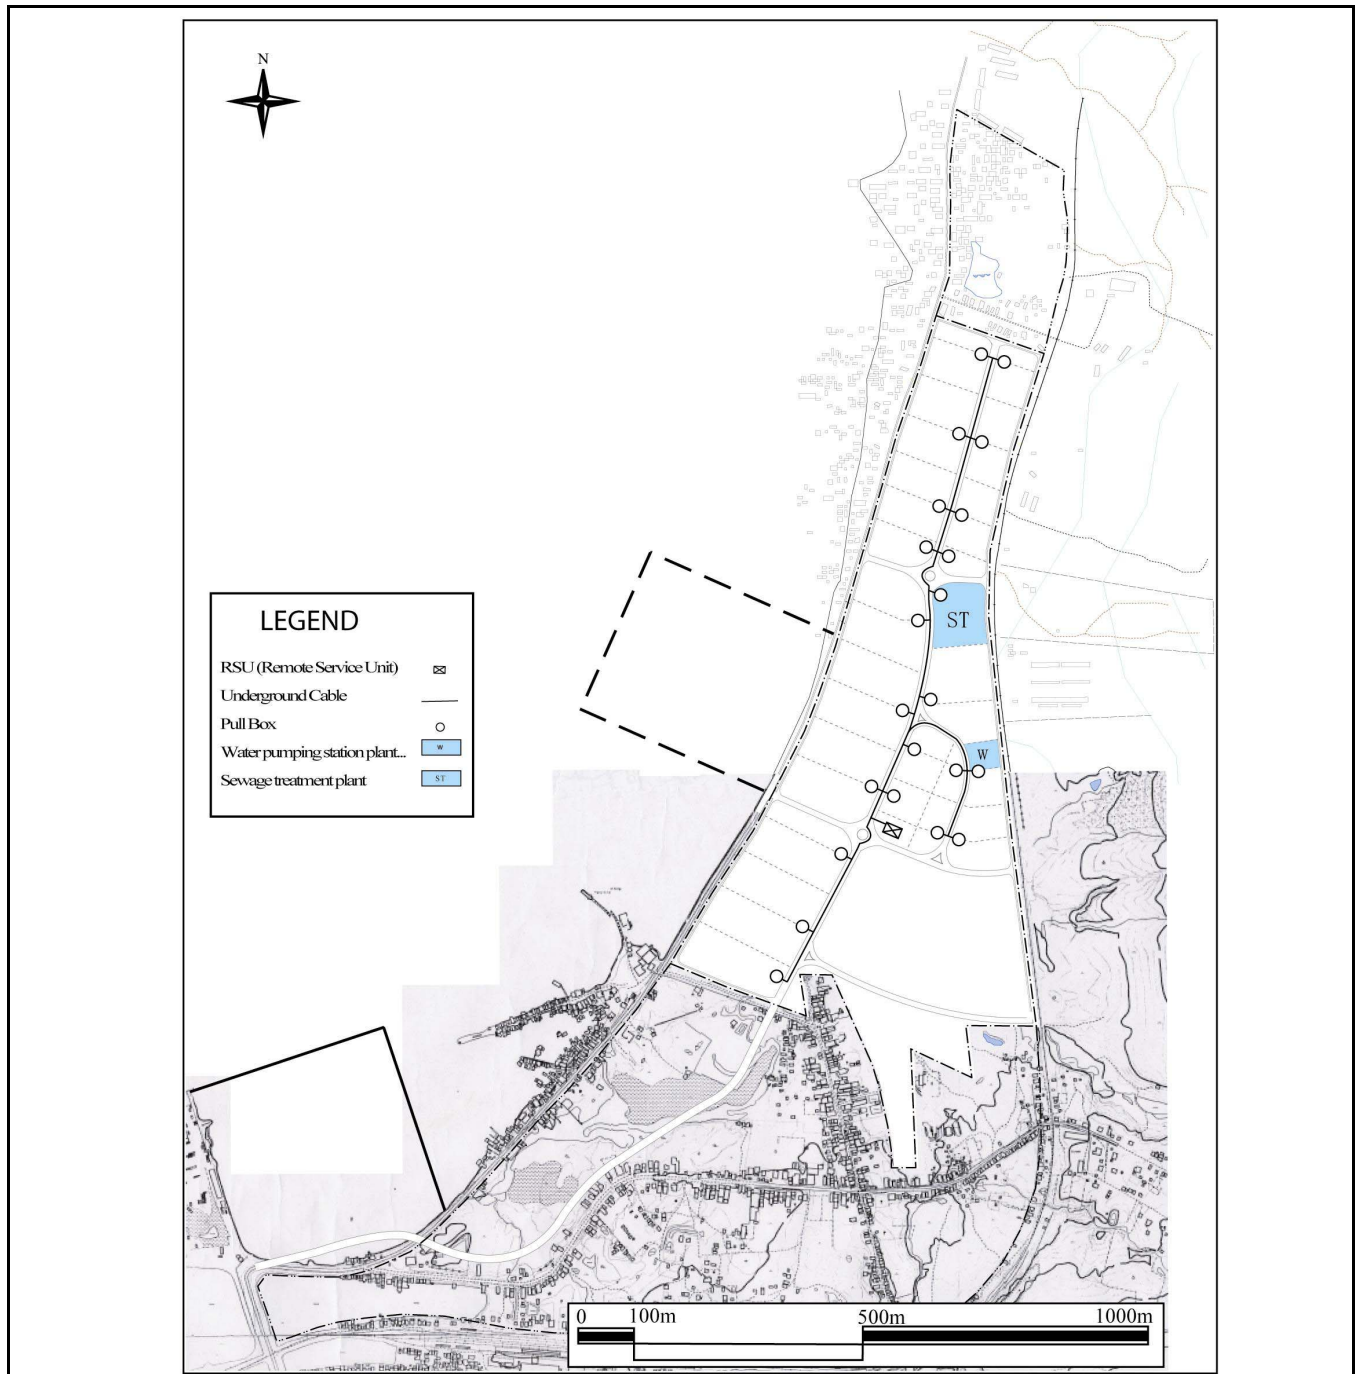 N
ST
W
LEGEND
RSU (Remote Service Unit)
Underground Cable
Pull Box
Water pumping station plant... W
Sewage treatment plant ST
0 100m 500m 1000m